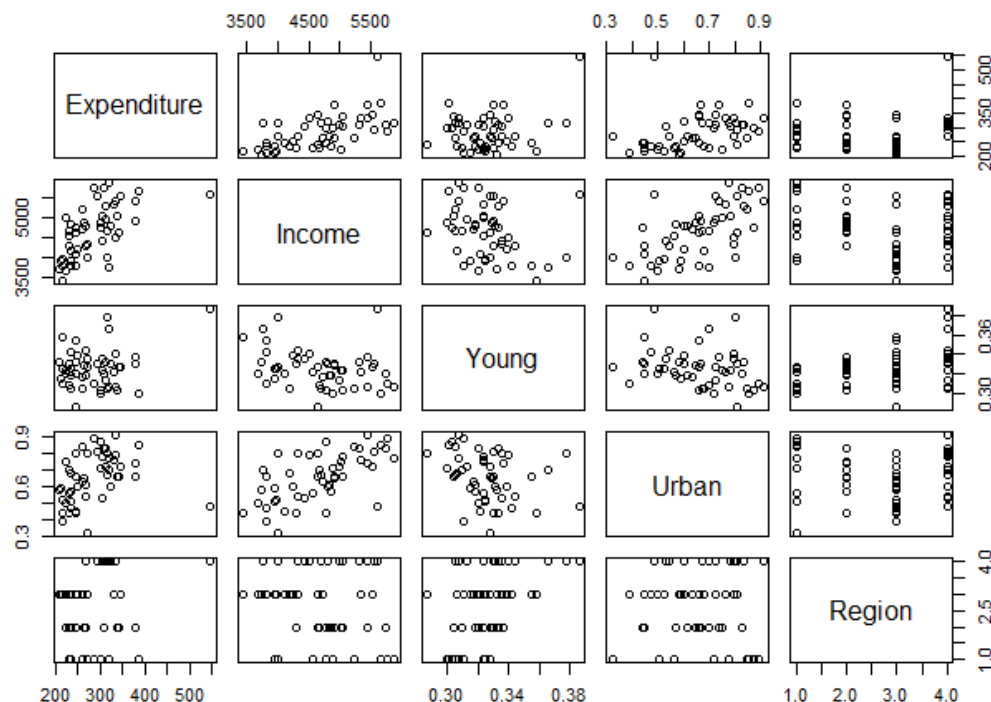 3500 4500 5500
0.3 0.5 0.7 0.9
Expenditure
200 350 500
3500 5000
Income
Young
0.30 0.36
0.3 0.6 0.9
Urban
Region
1.0 2.5 4.0
200 300 400 500
0.30 0.34 0.38
1.0 2.0 3.0 4.0